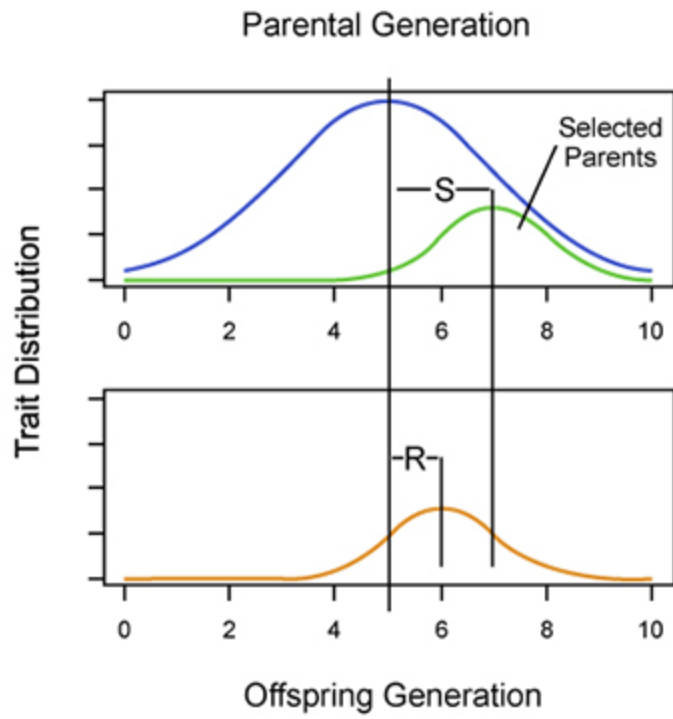 Parental Generation
Selected
Parents
S
0 2 4 6 8 10
Trait Distribution
R
0 2 4 6 8 10
Offspring Generation